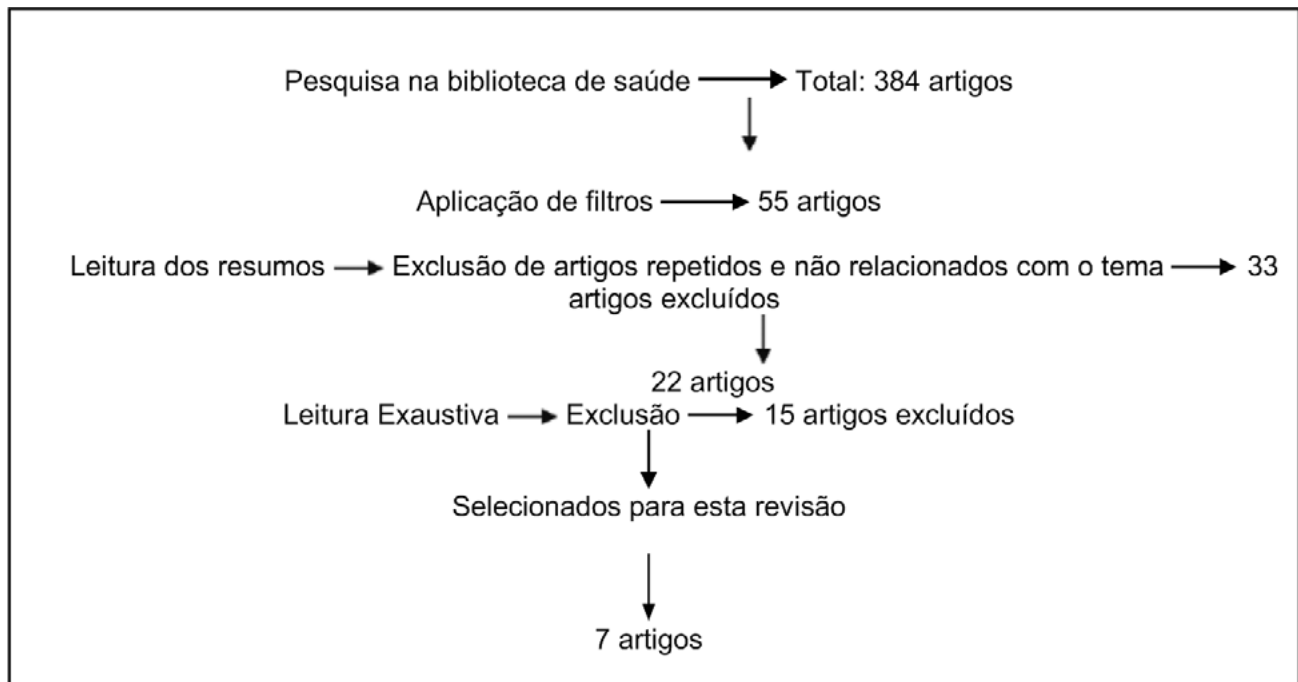 Pesquisa na biblioteca de saúde Total: 384 artigos
Aplicação de filtros 55 artigos
Leitura dos resumos Exclusão de artigos repetidos e não relacionados com o tema 33
artigos excluídos
22 artigos
Leitura Exaustiva Exclusão 15 artigos excluídos
Selecionados para esta revisão
7 artigos